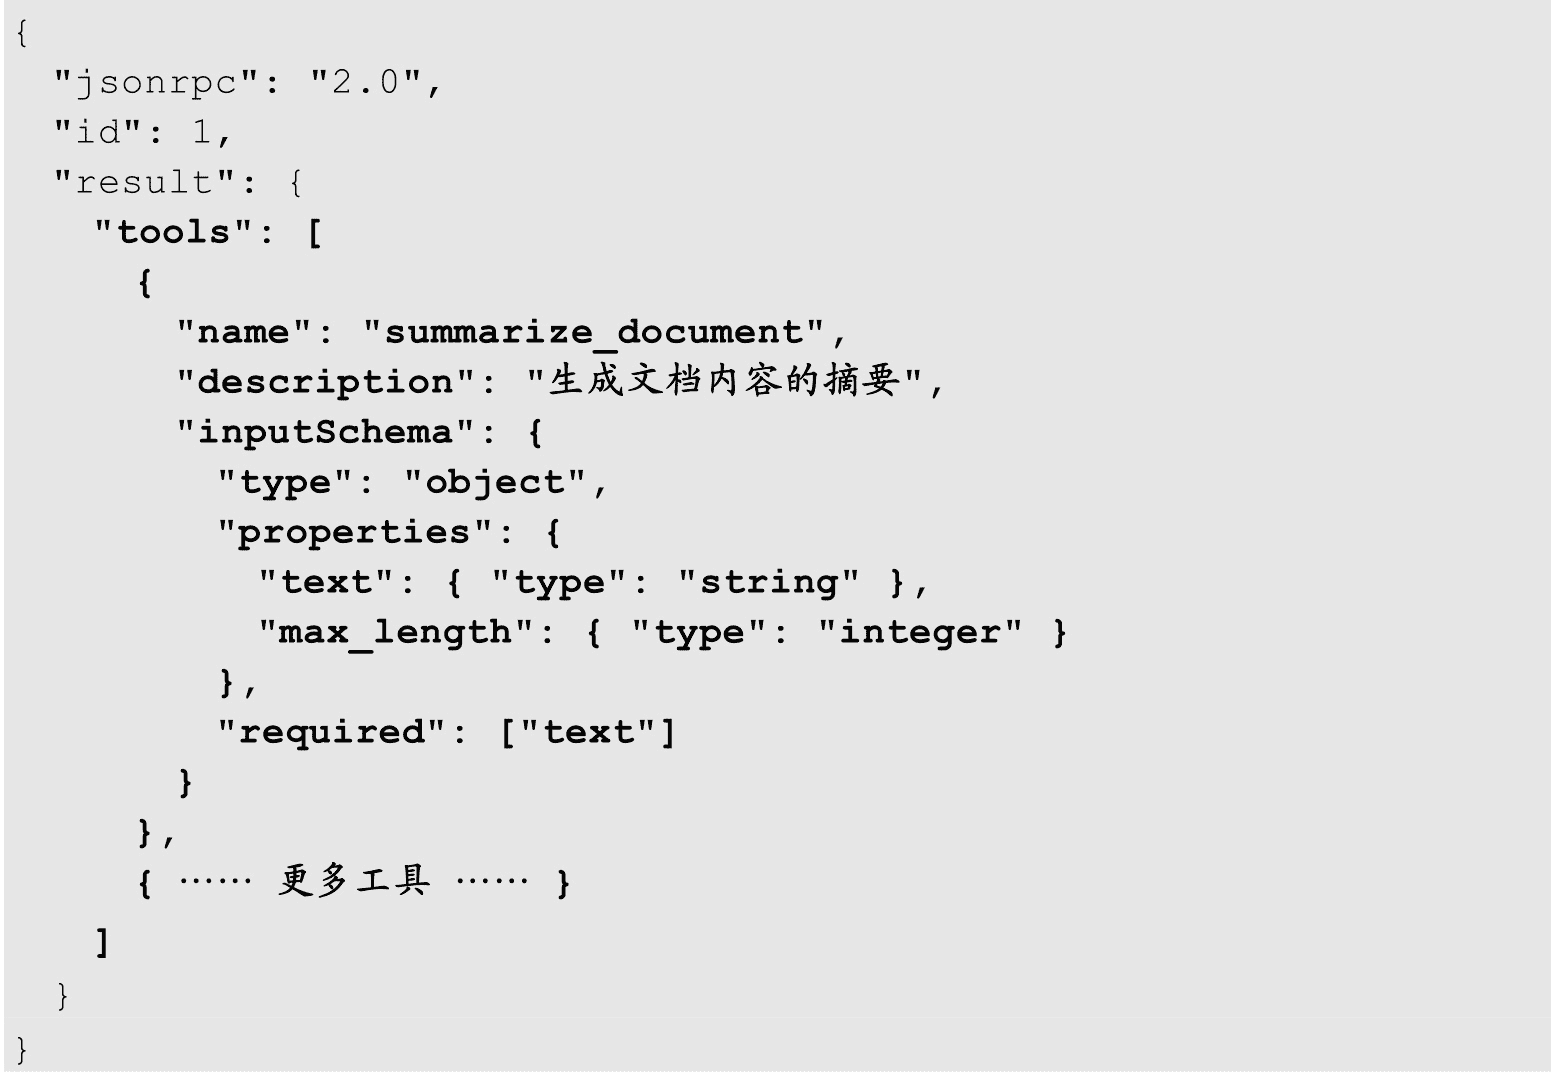 {
"jsonrpc": "2.0",
"id": 1,
"result": {
"tools": [
{
"name": "summarize_document",
"description": "生成文档内容的摘要",
"inputSchema": {
"type": "object",
"properties": {
"text": { "type": "string" },
"max_length": { "type": "integer" }
},
"required": ["text"]
}
},
{ …… 更多工具 …… }
]
}
}